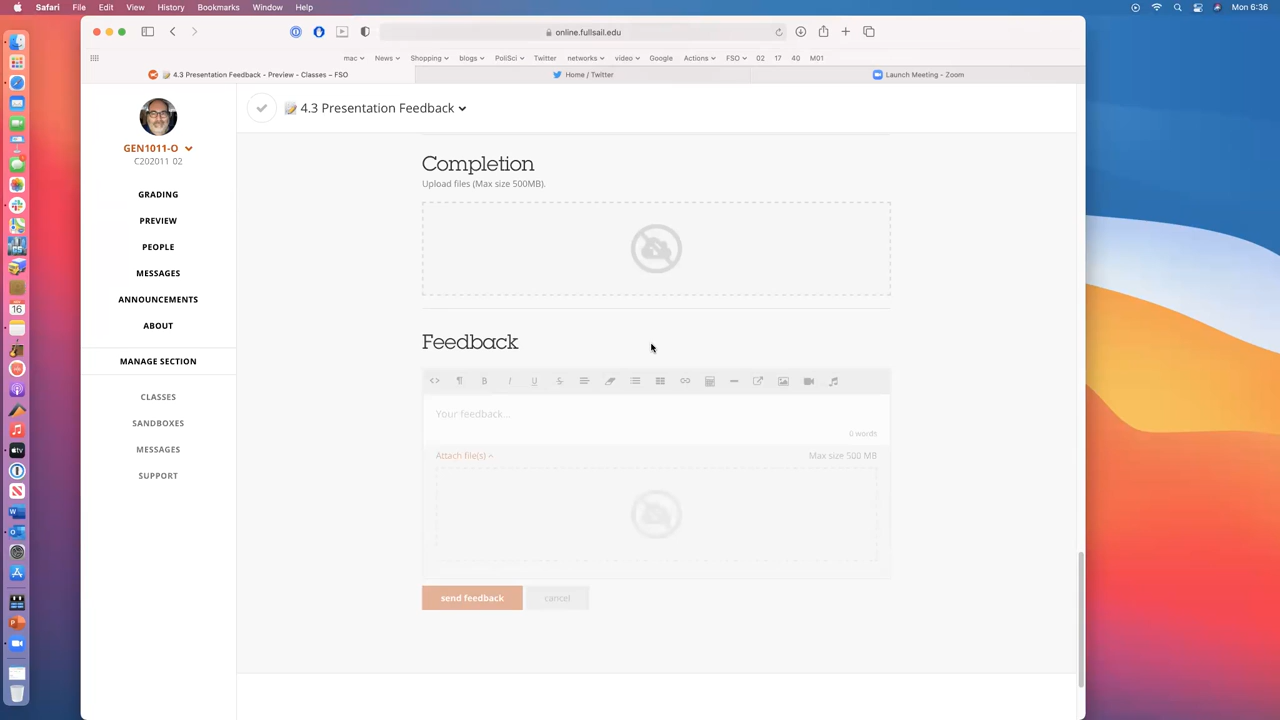 Safari File Edit View History Bookmarks Window Help Mon 6:36
online.fullsail.edu
mac News Shopping blogs PoliSci Twitter networks video Google Actions FSO 02 17 40 M01
4.3 Presentation Feedback - Preview - Classes – FSO Home / Twitter Launch Meeting - Zoom
4.3 Presentation Feedback
GEN1011-O
C202011 02
GRADING
PREVIEW
PEOPLE
MESSAGES
ANNOUNCEMENTS
ABOUT
MANAGE SECTION
CLASSES
SANDBOXES
MESSAGES
SUPPORT
Completion
Upload files (Max size 500MB).
Feedback
Your feedback...
0 words
Attach file(s) Max size 500 MB
send feedback cancel
16